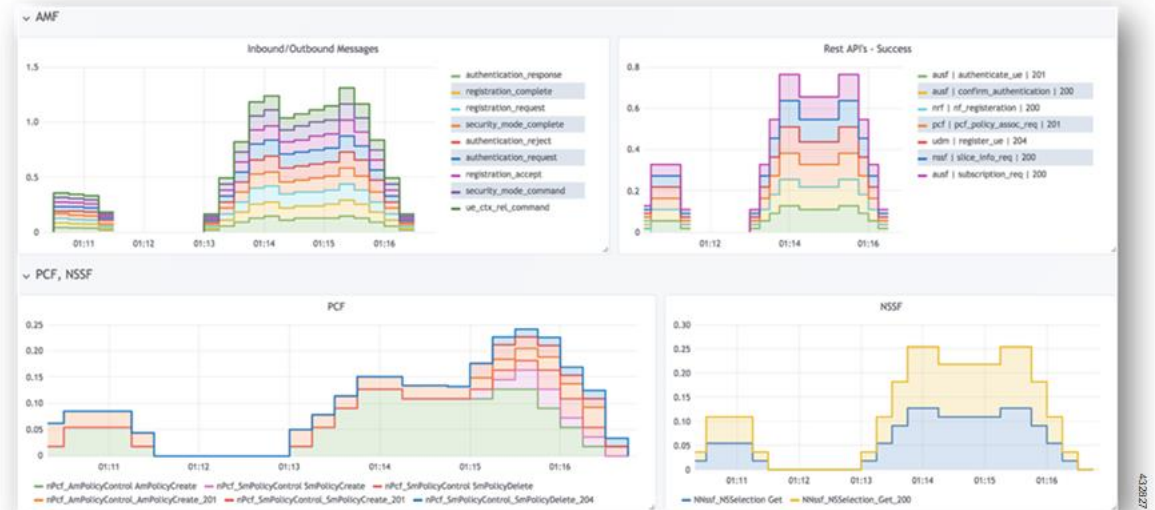 AMF
Inbound/Outbound Messages
1.5
1.0
0.5
0
01:11 01:12 01:13 01:14 01:15 01:16
authentication_response
registration_complete
registration_request
security_mode_complete
authentication_reject
authentication_request
registration_accept
security_mode_command
ue_ctx_rel_command
Rest API's - Success
0.8
0.6
0.4
0.2
0
01:12 01:14 01:16
ausf | authenticate_ue | 201
ausf | confirm_authentication | 200
nrf | nf_registeration | 200
pcf | pcf_policy_assoc_req | 201
udm | register_ue | 204
nssf | slice_info_req | 200
ausf | subscription_req | 200
PCF, NSSF
PCF
0.25
0.20
0.15
0.10
0.05
0
01:11 01:12 01:13 01:14 01:15 01:16
nPcf_AmPolicyControl AmPolicyCreate nPcf_SmPolicyControl SmPolicyCreate nPcf_SmPolicyControl SmPolicyDelete
nPcf_AmPolicyControl_AmPolicyCreate_201 nPcf_SmPolicyControl_SmPolicyCreate_201 nPcf_SmPolicyControl_SmPolicyDelete_204
NSSF
0.30
0.25
0.20
0.15
0.10
0.05
0
01:11 01:12 01:13 01:14 01:15 01:16
NNssf_NSSelection Get NNssf_NSSelection_Get_200
432827